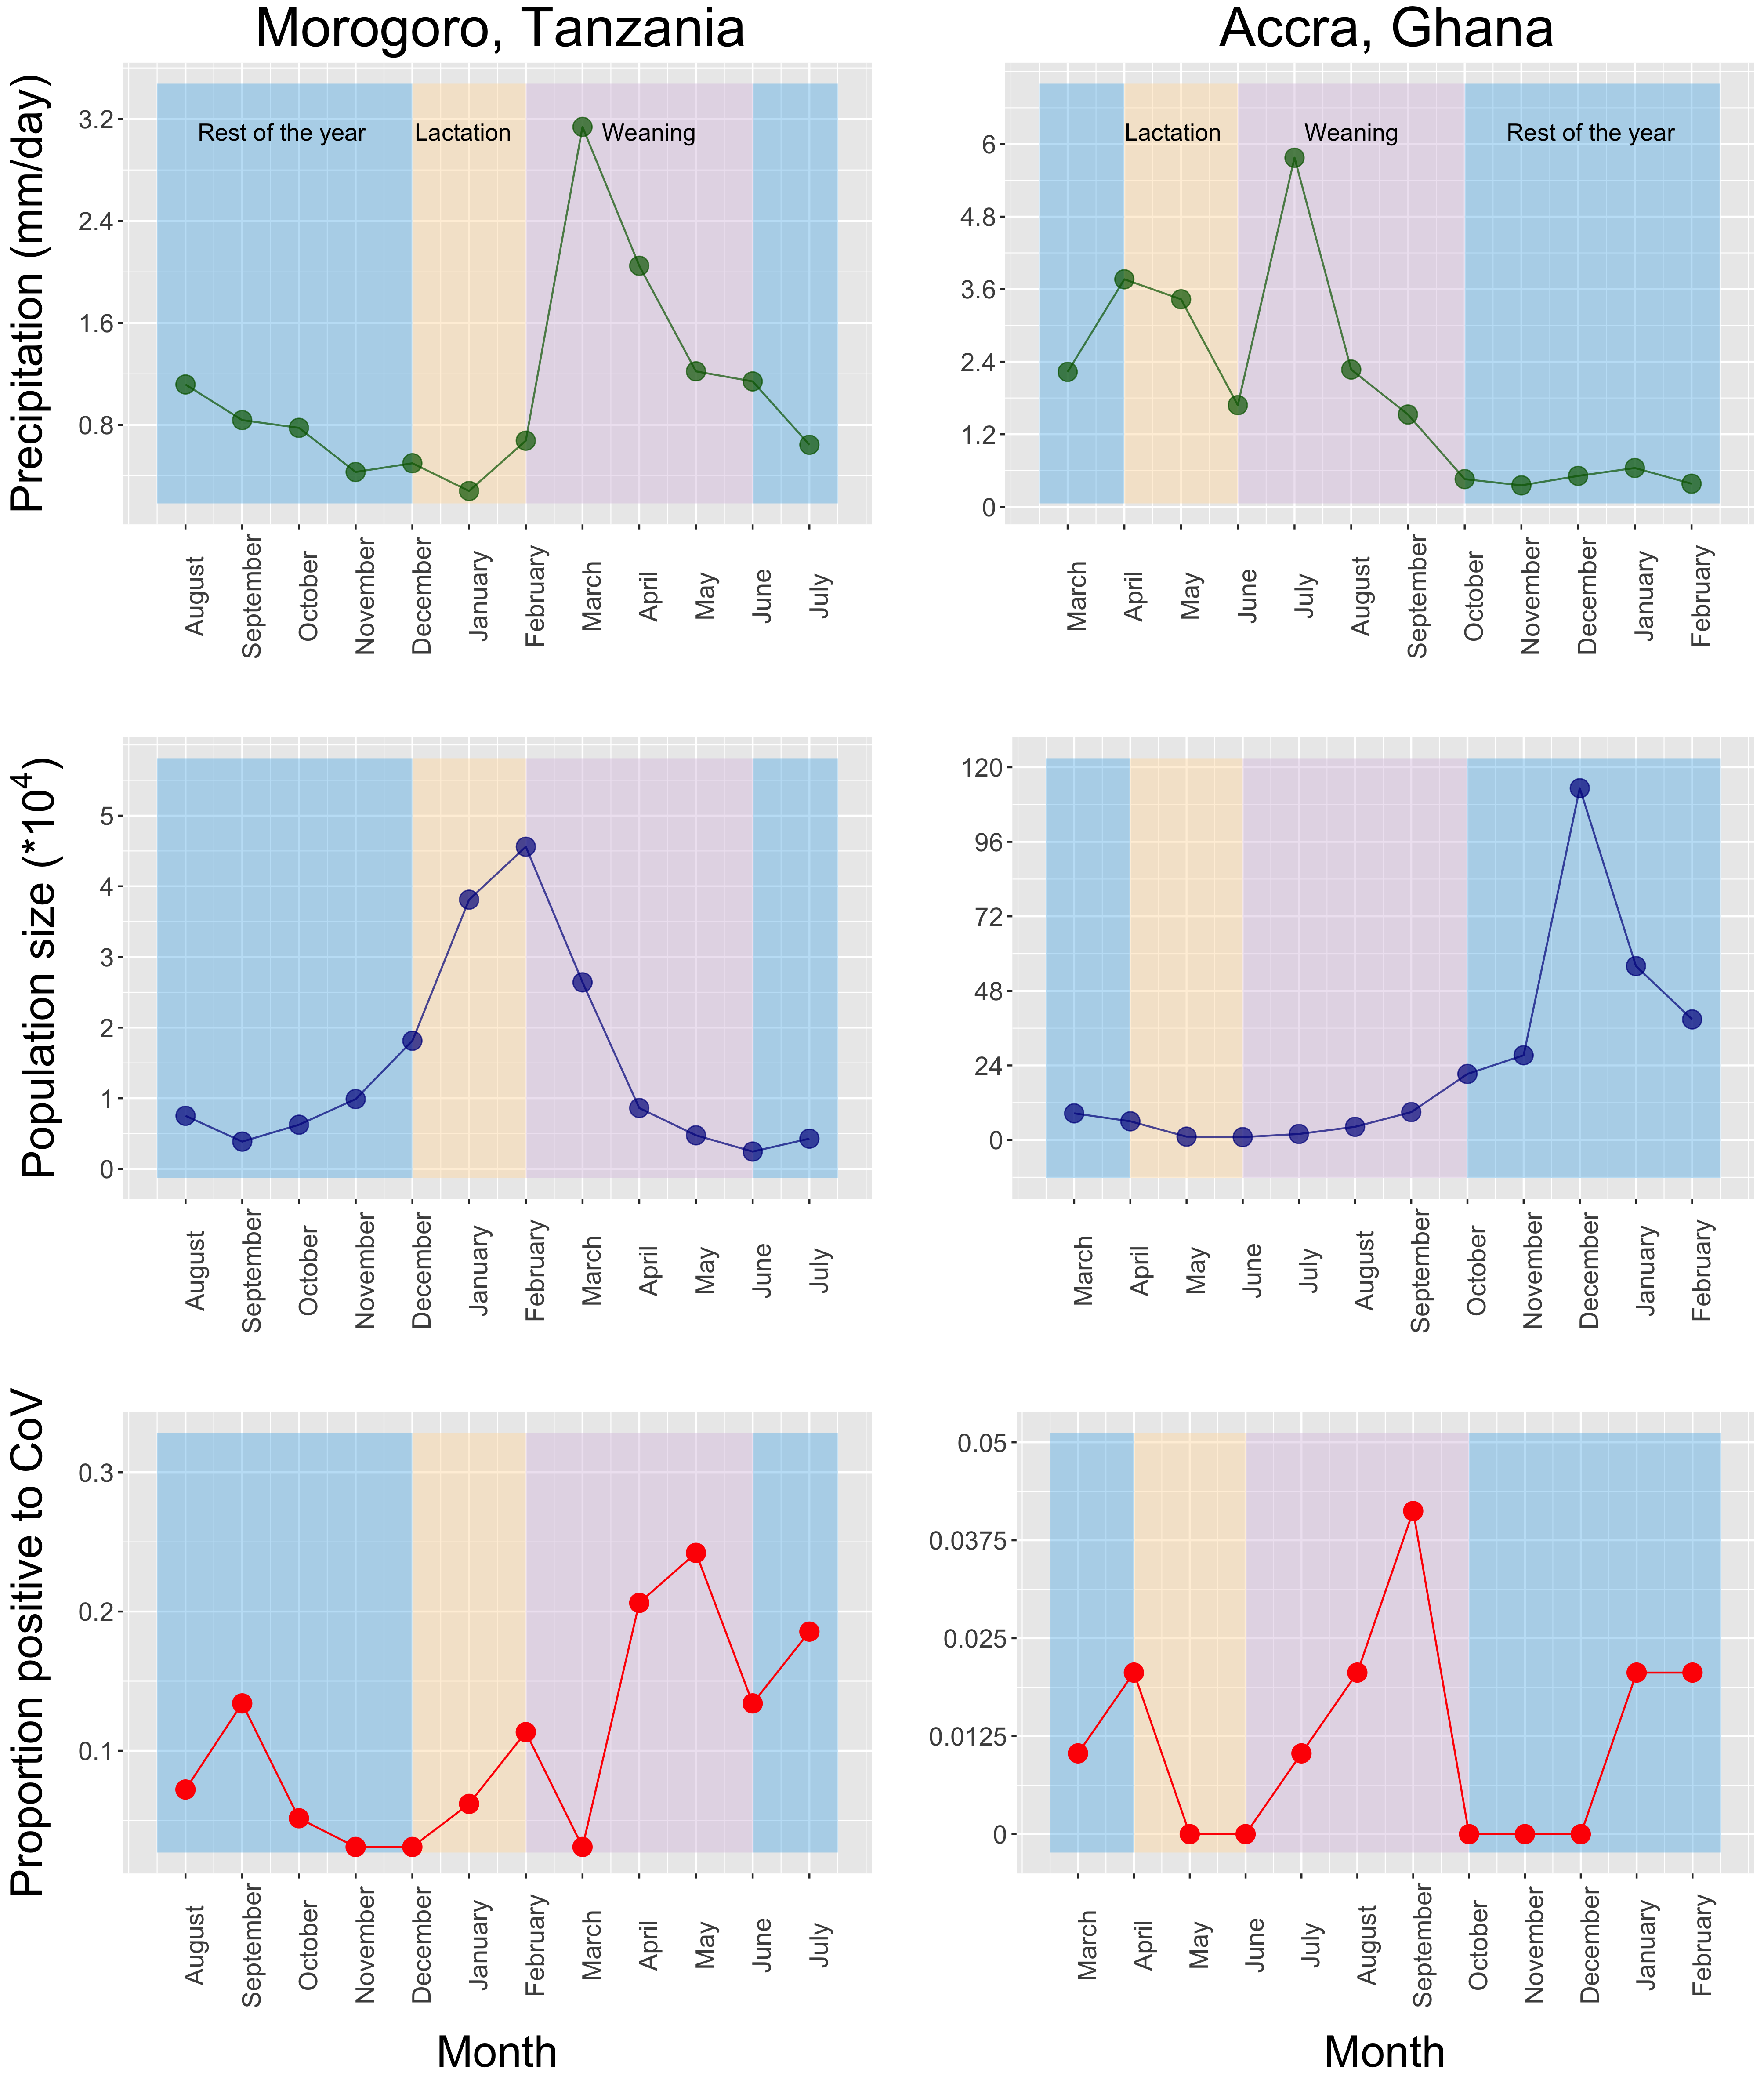 Morogoro, Tanzania
Accra, Ghana
Precipitation (mm/day)
3.2
2.4
1.6
0.8
Rest of the year
Lactation
Weaning
August
September
October
November
December
January
February
March
April
May
June
July
6
4.8
3.6
2.4
1.2
0
Lactation
Weaning
Rest of the year
March
April
May
June
July
August
September
October
November
December
January
February
Population size (*10⁴)
5
4
3
2
1
0
August
September
October
November
December
January
February
March
April
May
June
July
120
96
72
48
24
0
March
April
May
June
July
August
September
October
November
December
January
February
Proportion positive to CoV
0.3
0.2
0.1
August
September
October
November
December
January
February
March
April
May
June
July
Month
0.05
0.0375
0.025
0.0125
0
March
April
May
June
July
August
September
October
November
December
January
February
Month